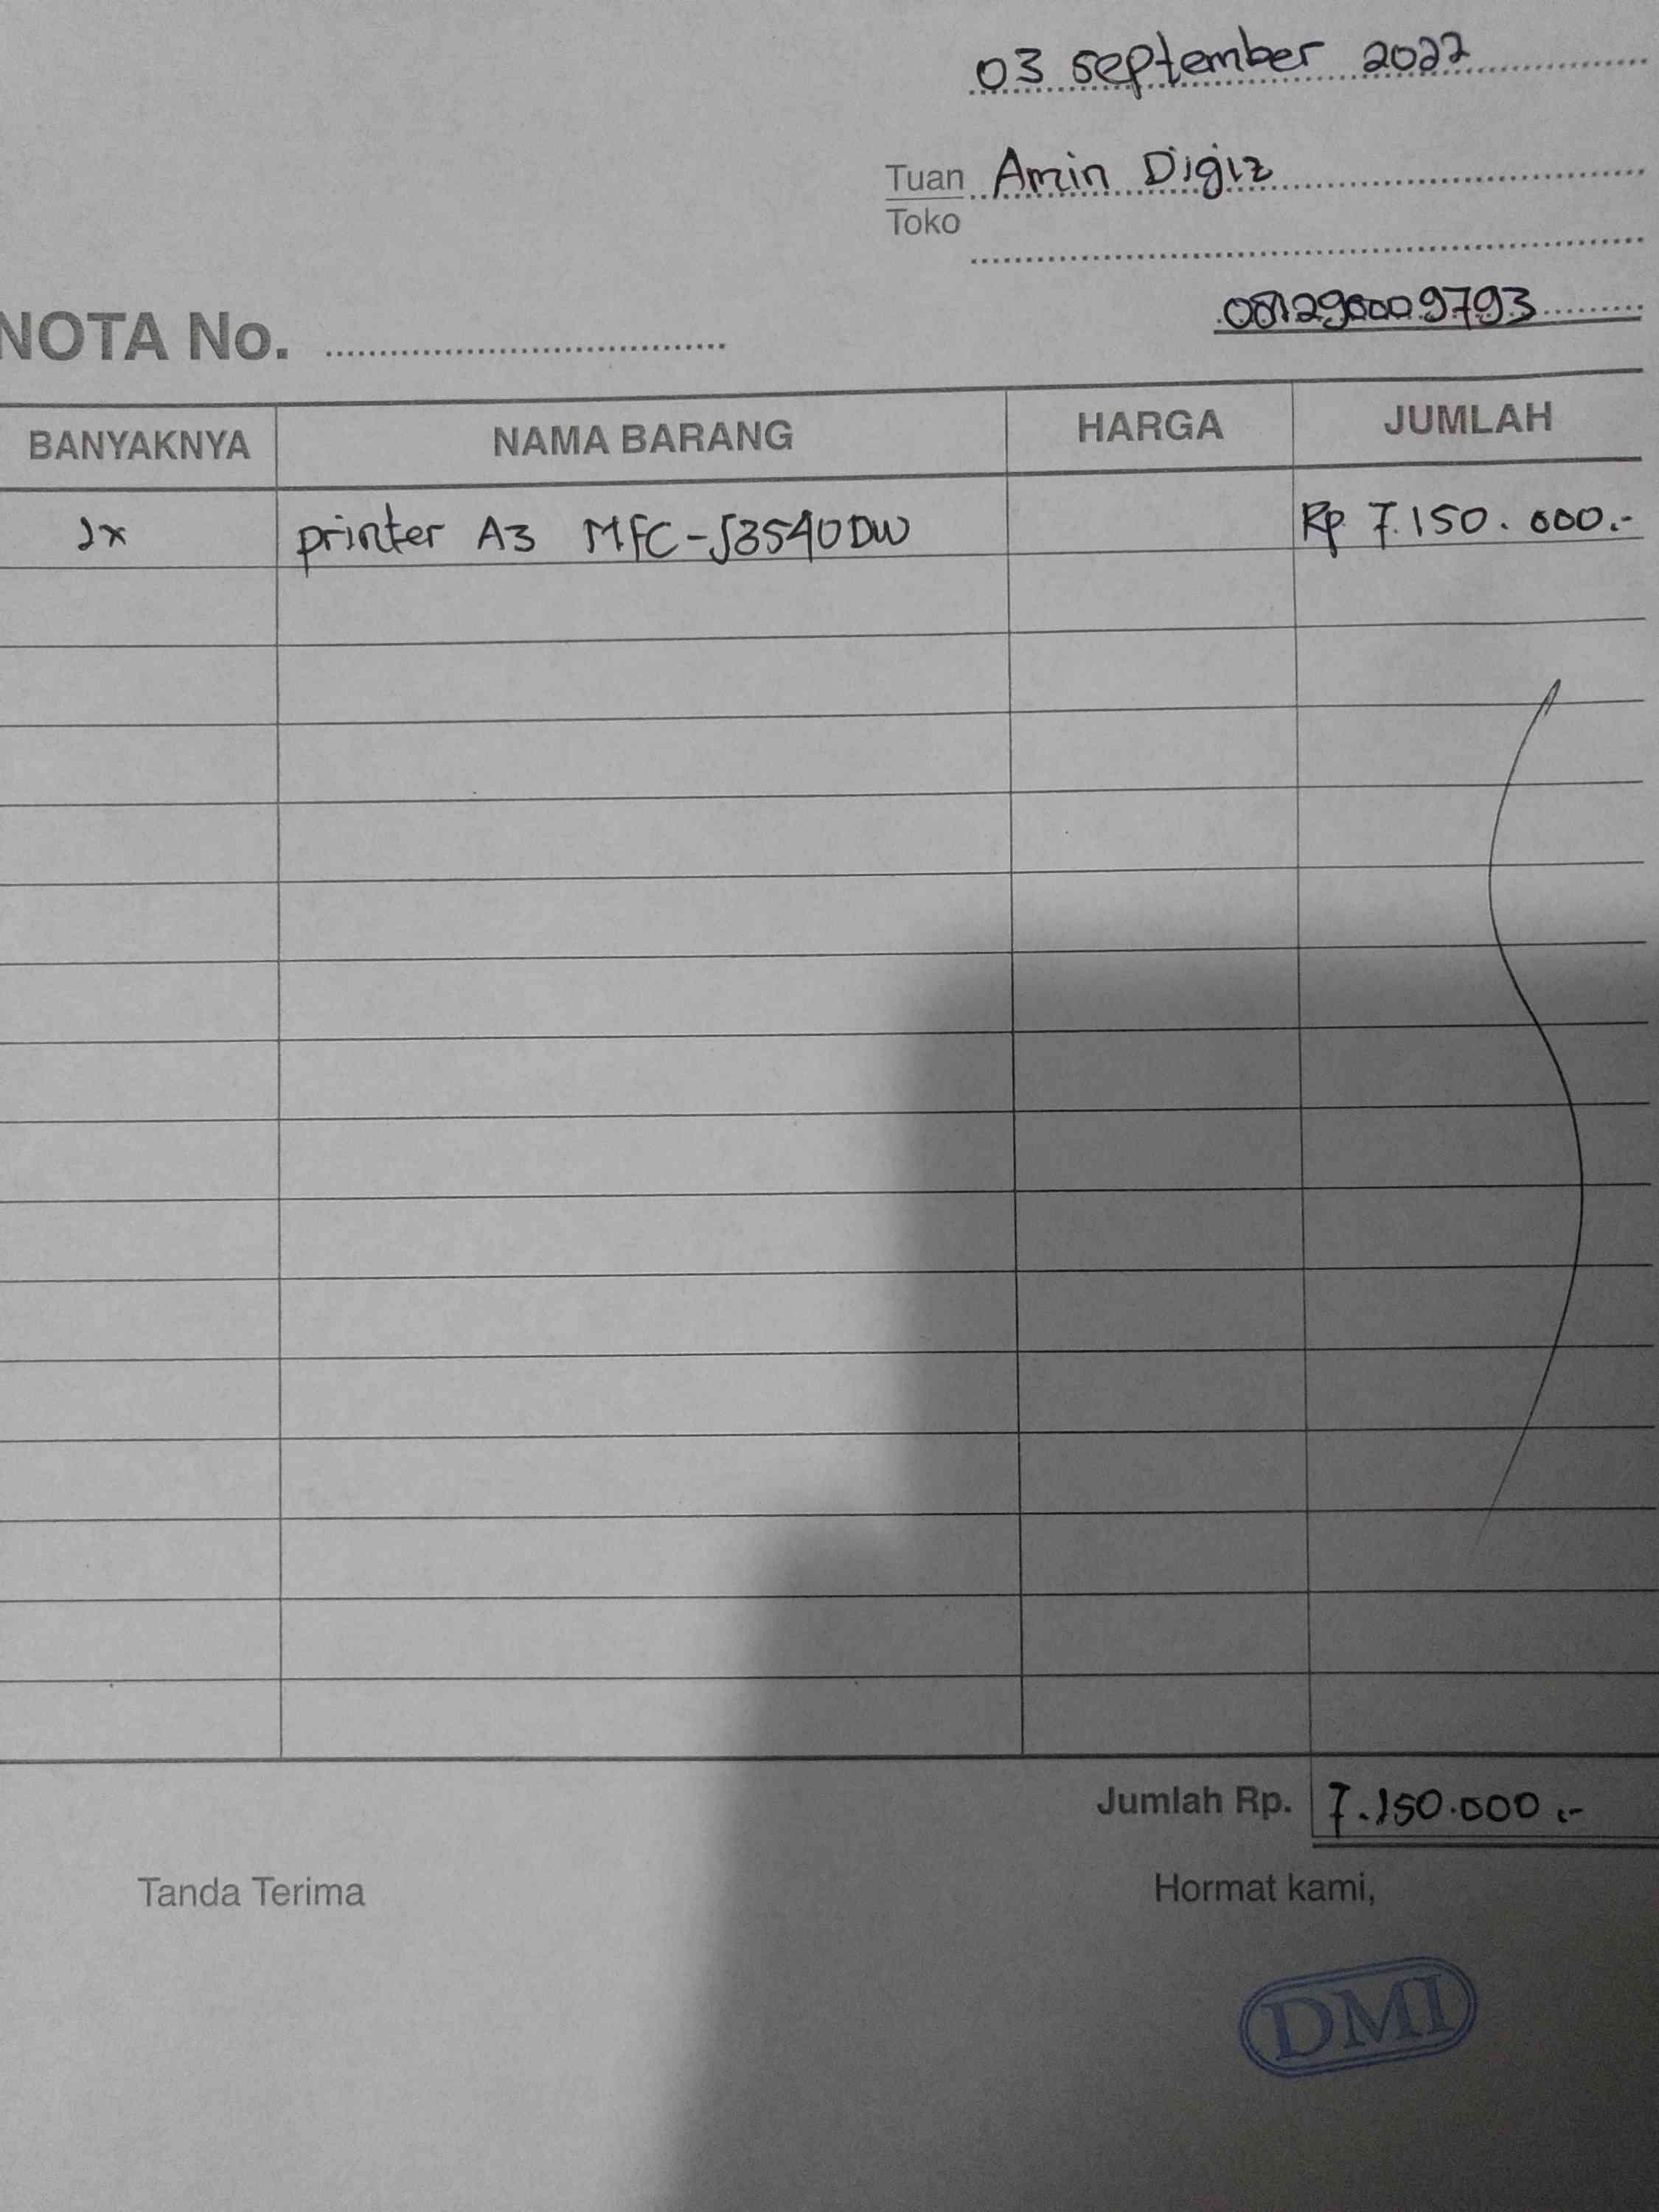 03 september 2022
Tuan Amin Digiz
Toko
081290009793
NOTA No.
BANYAKNYA NAMA BARANG HARGA JUMLAH
1x printer A3 MFC-J3540DW Rp 7.150.000.-
Jumlah Rp. 7.150.000.-
Tanda Terima Hormat kami,
DMI